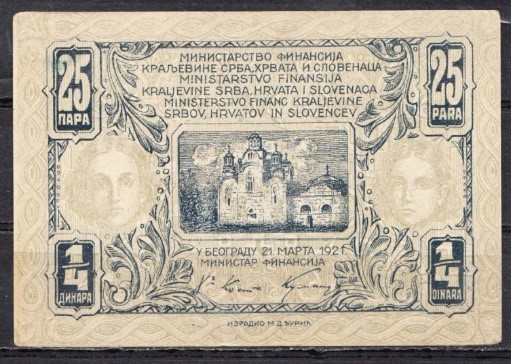 25
ПАРА
МИНИСТАРСТВО ФИНАНСИЈА
КРАЉЕВИНЕ СРБА, ХРВАТА И СЛОВЕНАЦА
MINISTARSTVO FINANSIJA
KRALJEVINE SRBA, HRVATA I SLOVENACA
MINISTERSTVO FINANC KRALJEVINE
SRBOV, HRVATOV IN SLOVENCEV
25
PARA
1/4
ДИНАРА
У БЕОГРАДУ 21. МАРТА 1921
МИНИСТАР ФИНАНСИЈА
1/4
DINARA
ИЗРАДИО М.Д.ЂУРИЋ